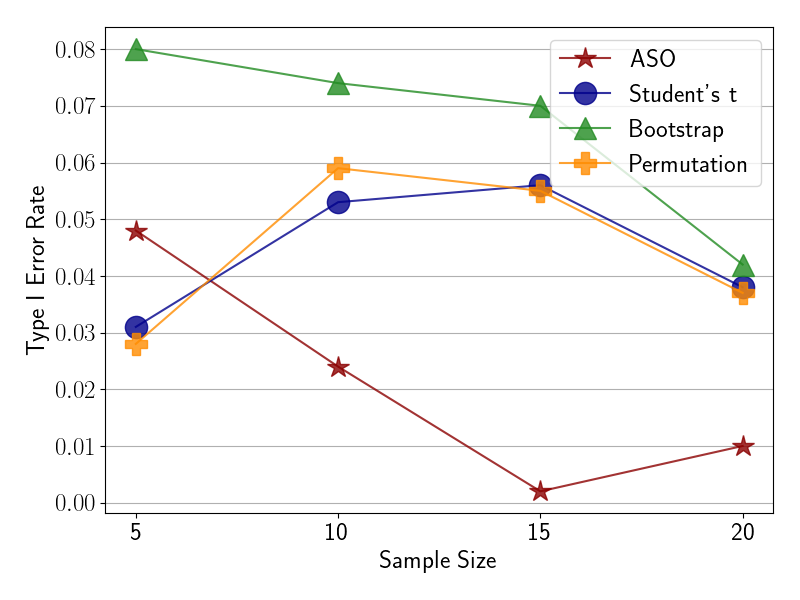 0.08
0.07
0.06
0.05
0.04
0.03
0.02
0.01
0.00
Type I Error Rate
ASO
Student's t
Bootstrap
Permutation
5
10
15
20
Sample Size